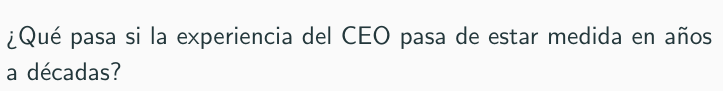 ¿Qué pasa si la experiencia del CEO pasa de estar medida en años
a décadas?